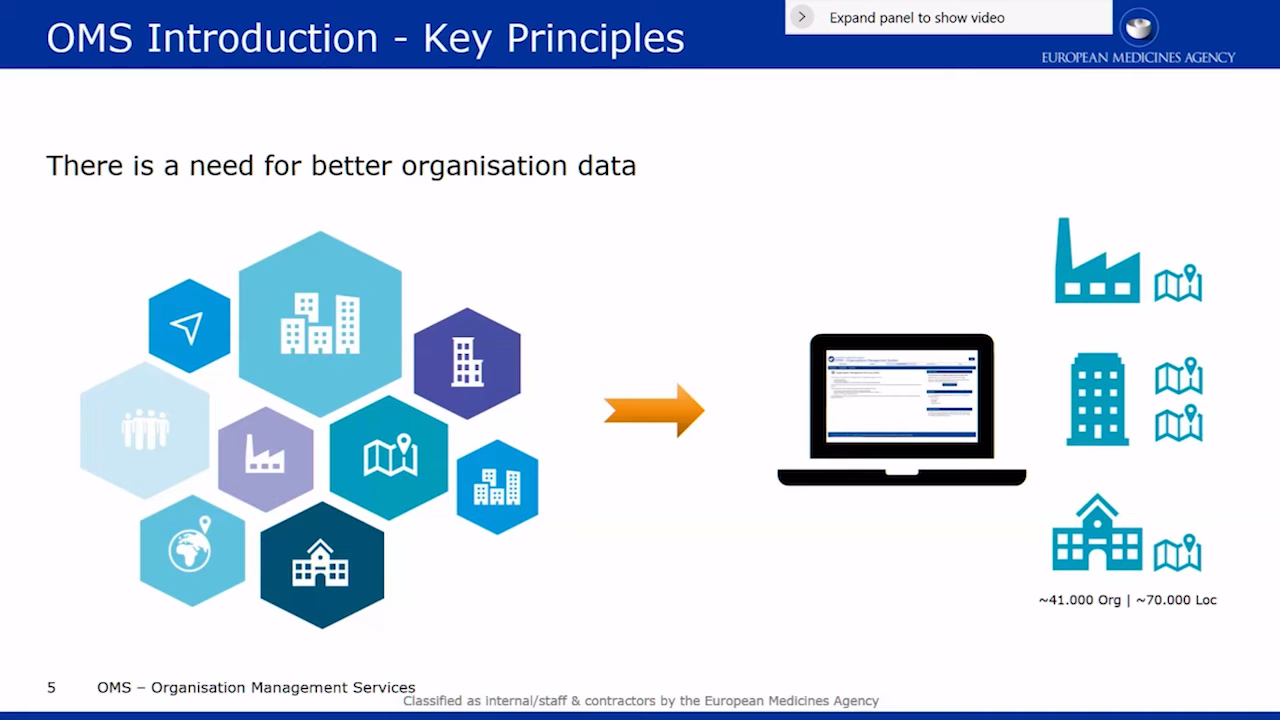 OMS Introduction - Key Principles
Expand panel to show video
EUROPEAN MEDICINES AGENCY
There is a need for better organisation data
~41.000 Org | ~70.000 Loc
5 OMS – Organisation Management Services
Classified as internal/staff & contractors by the European Medicines Agency